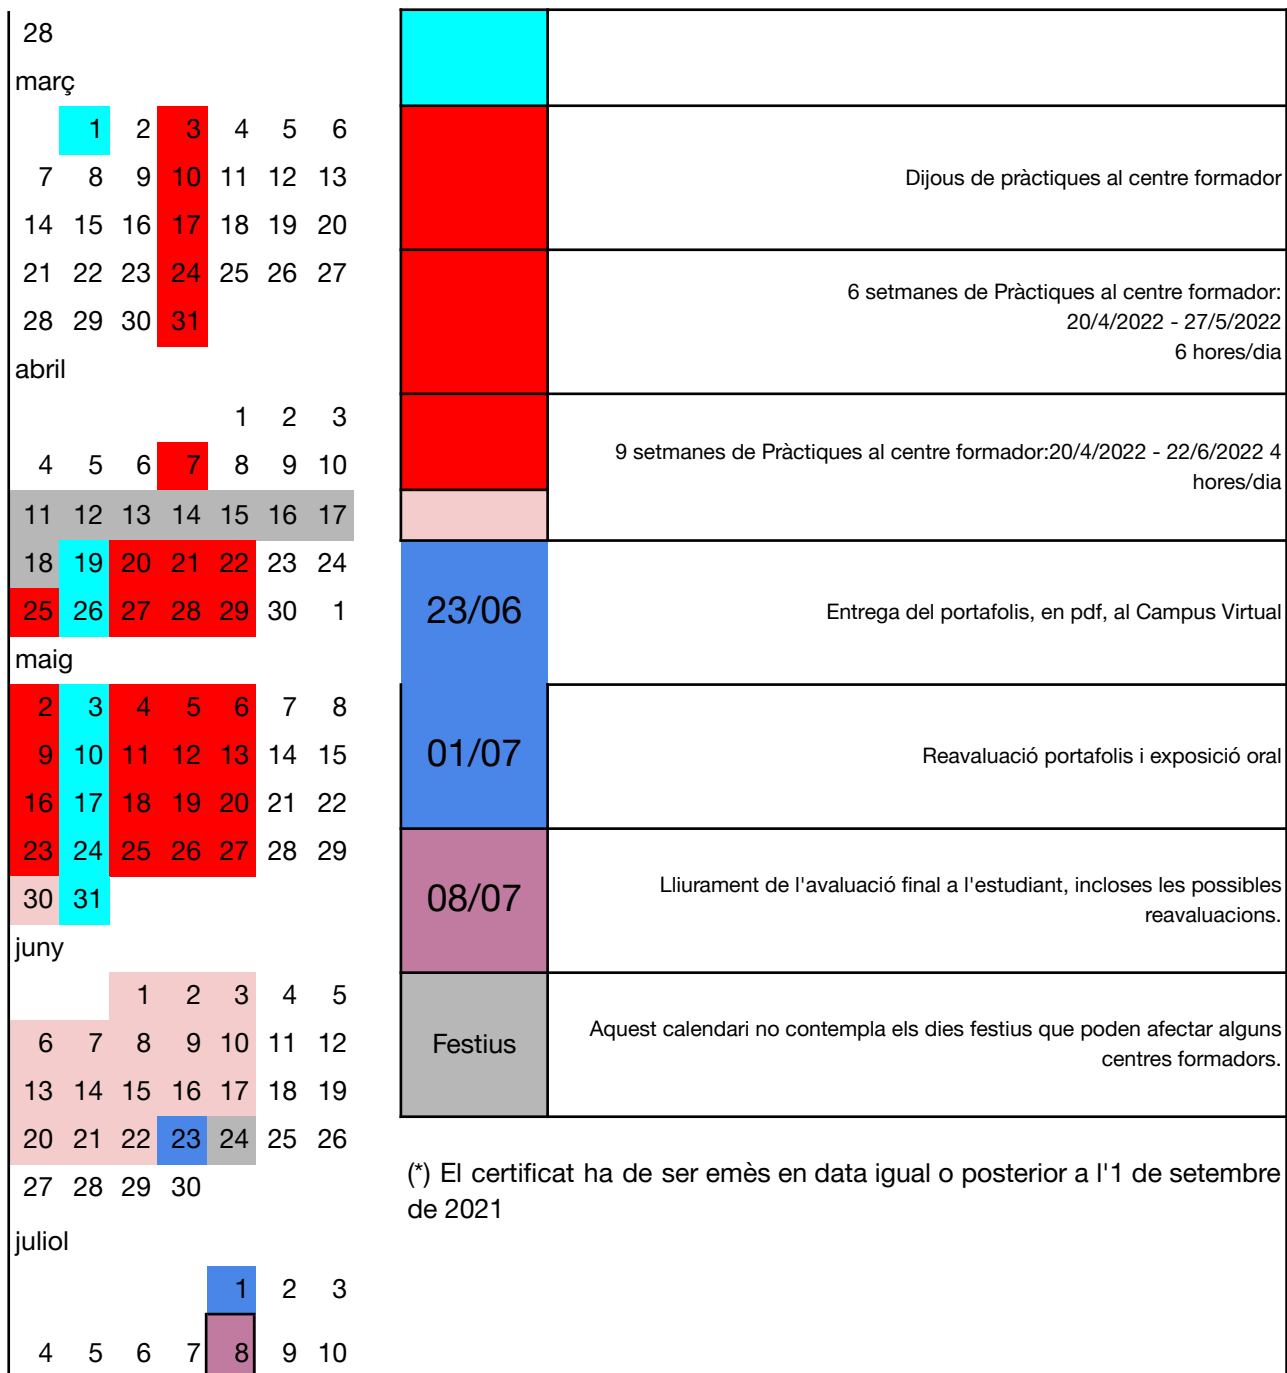 28
març
1 2 3 4 5 6
7 8 9 10 11 12 13
14 15 16 17 18 19 20
21 22 23 24 25 26 27
28 29 30 31
abril
1 2 3
4 5 6 7 8 9 10
11 12 13 14 15 16 17
18 19 20 21 22 23 24
25 26 27 28 29 30 1
maig
2 3 4 5 6 7 8
9 10 11 12 13 14 15
16 17 18 19 20 21 22
23 24 25 26 27 28 29
30 31
juny
1 2 3 4 5
6 7 8 9 10 11 12
13 14 15 16 17 18 19
20 21 22 23 24 25 26
27 28 29 30
juliol
1 2 3
4 5 6 7 8 9 10
Dijous de pràctiques al centre formador
6 setmanes de Pràctiques al centre formador:
20/4/2022 - 27/5/2022
6 hores/dia
9 setmanes de Pràctiques al centre formador:20/4/2022 - 22/6/2022 4
hores/dia
23/06
Entrega del portafolis, en pdf, al Campus Virtual
01/07
Reavaluació portafolis i exposició oral
08/07
Lliurament de l'avaluació final a l'estudiant, incloses les possibles
reavaluacions.
Festius
Aquest calendari no contempla els dies festius que poden afectar alguns
centres formadors.
(*) El certificat ha de ser emès en data igual o posterior a l'1 de setembre
de 2021